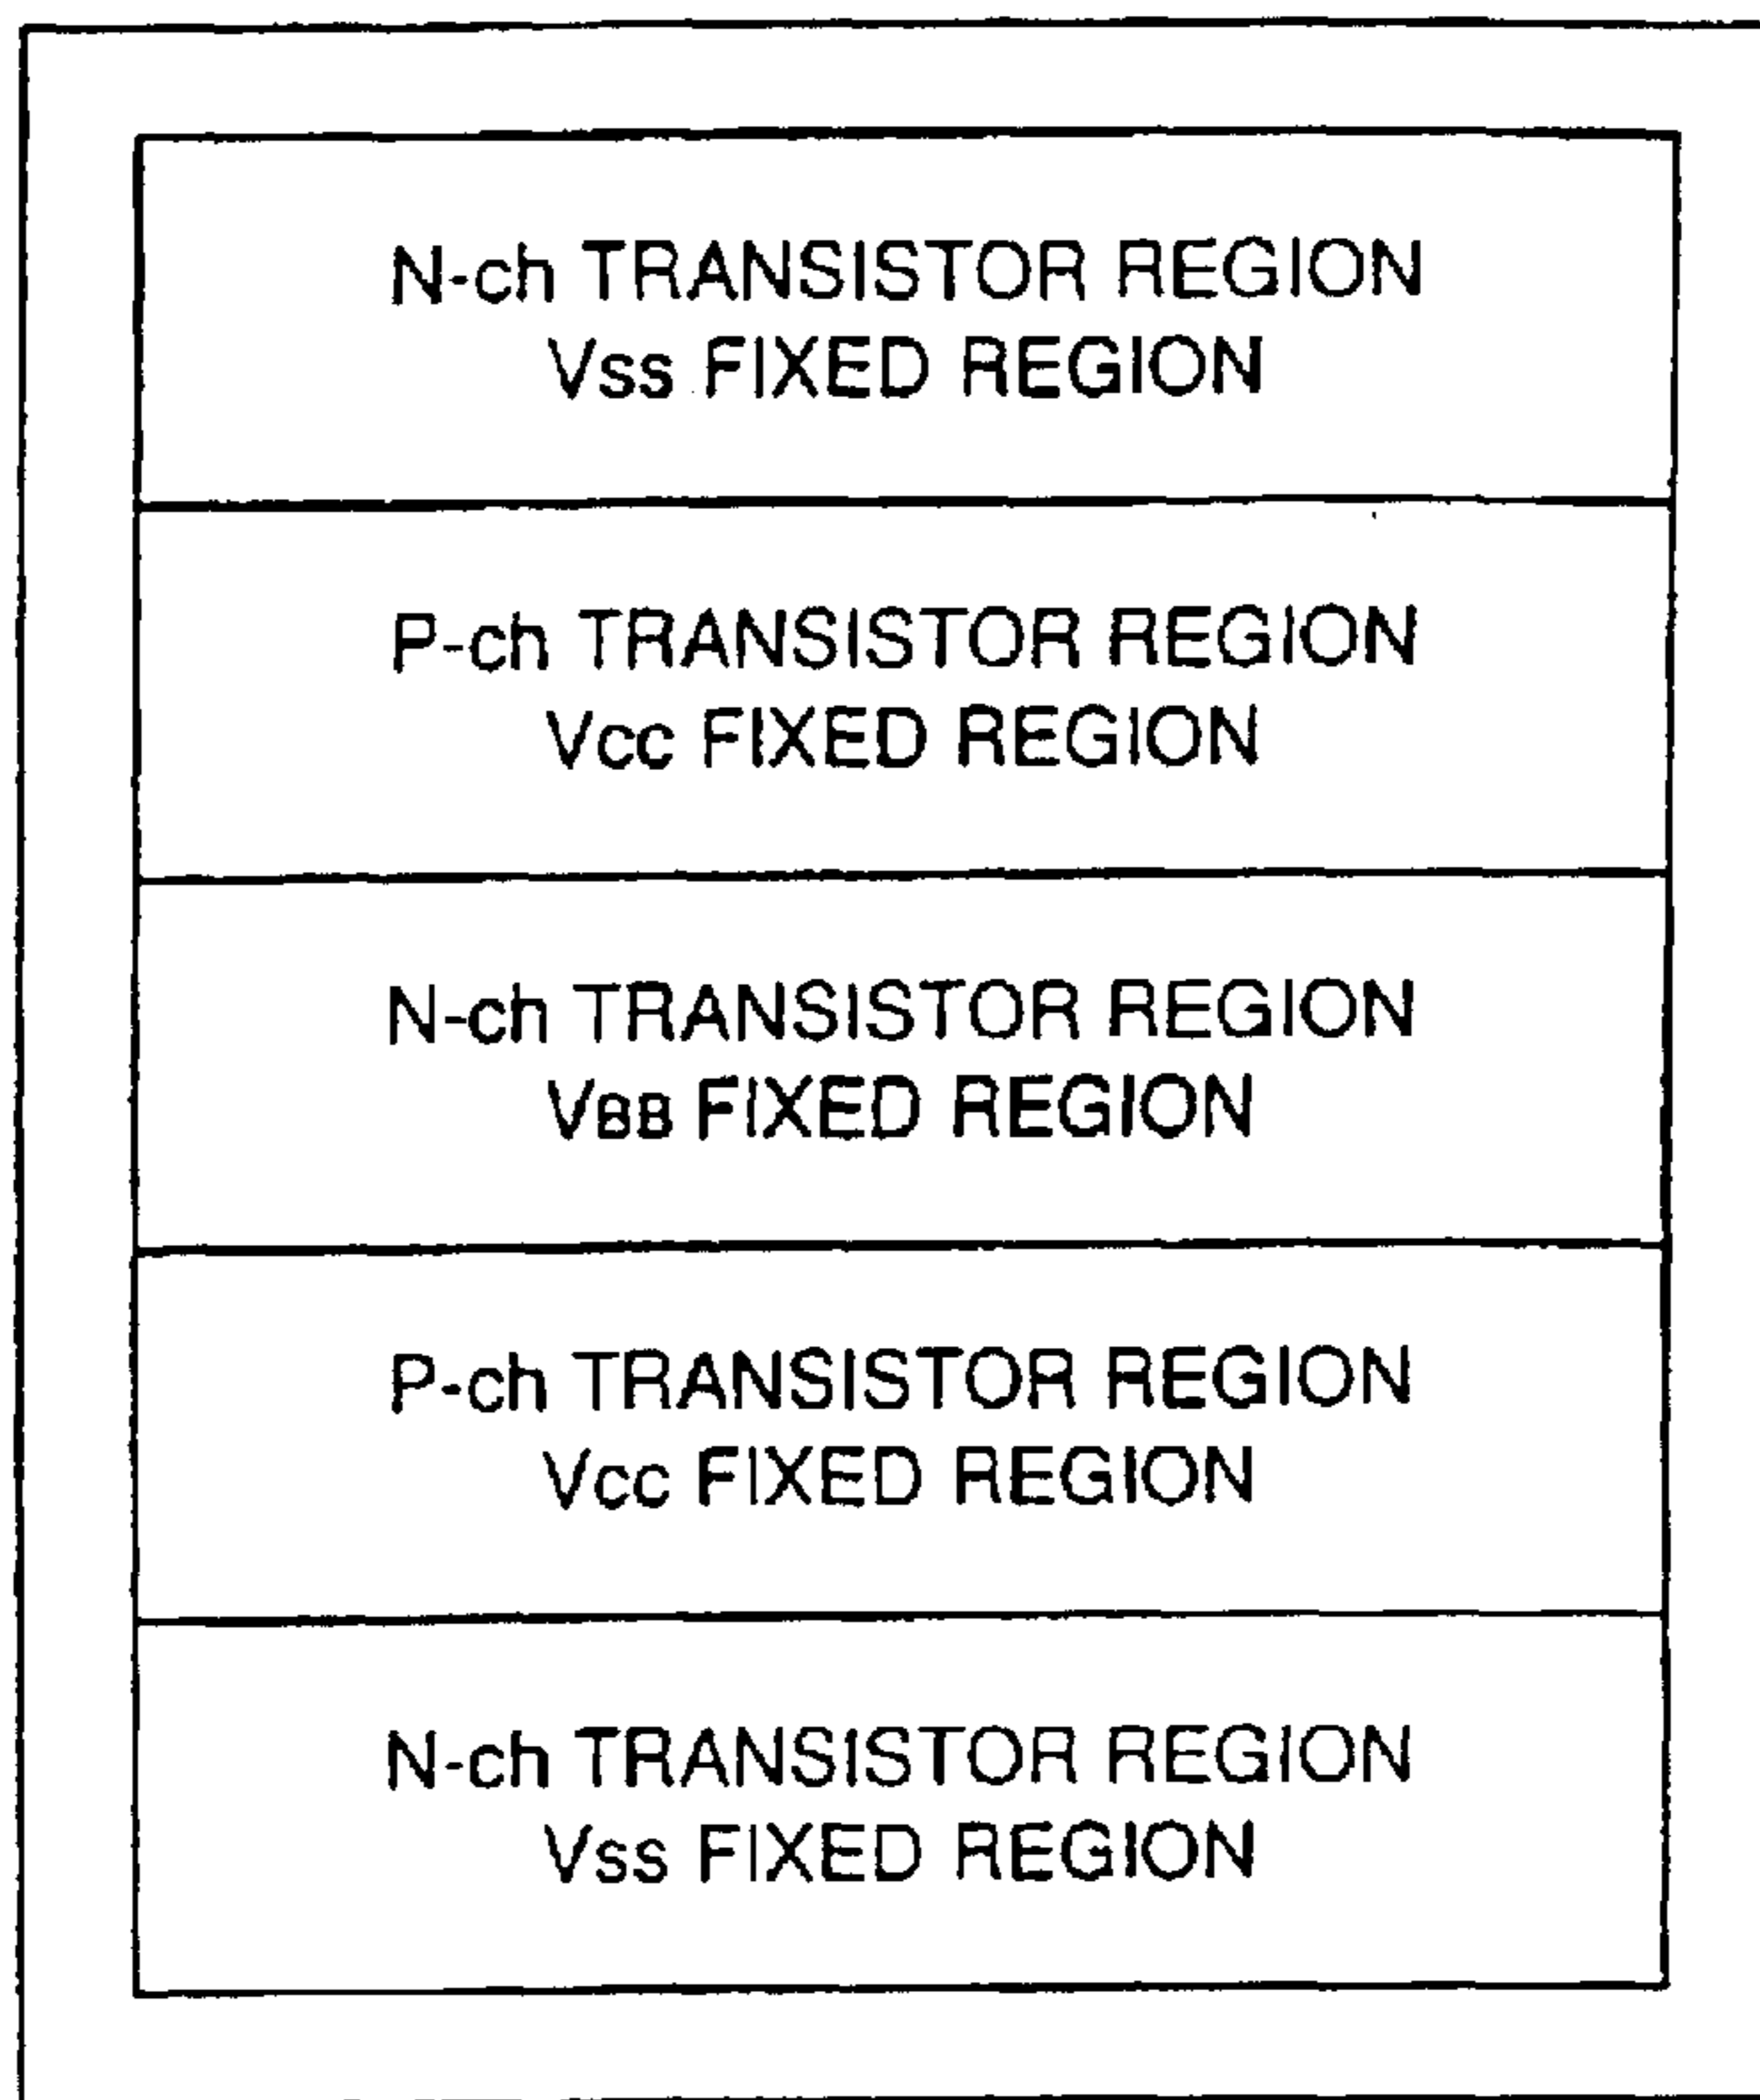 N-ch TRANSISTOR REGION
Vss FIXED REGION
P-ch TRANSISTOR REGION
Vcc FIXED REGION
N-ch TRANSISTOR REGION
VBB FIXED REGION
P-ch TRANSISTOR REGION
Vcc FIXED REGION
N-ch TRANSISTOR REGION
Vss FIXED REGION